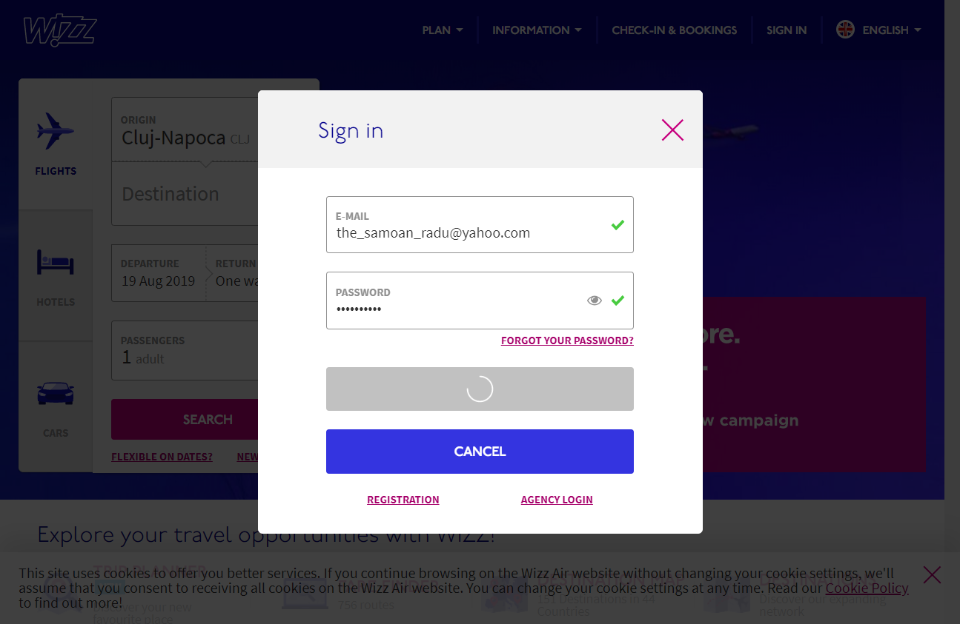 WIZZ
PLAN
INFORMATION
CHECK-IN & BOOKINGS
SIGN IN
ENGLISH
FLIGHTS
HOTELS
CARS
ORIGIN
Cluj-Napoca CLJ
Destination
DEPARTURE
19 Aug 2019
RETURN
One wa
PASSENGERS
1 adult
SEARCH
FLEXIBLE ON DATES?
NEW
Sign in
E-MAIL
the_samoan_radu@yahoo.com
PASSWORD
••••••••••
FORGOT YOUR PASSWORD?
CANCEL
REGISTRATION
AGENCY LOGIN
re.
w campaign
Explore your travel opportunities with WIZZ!
This site uses cookies to offer you better services. If you continue browsing on the Wizz Air website without changing your cookie settings, we'll
assume that you consent to receiving all cookies on the Wizz Air website. You can change your cookie settings at any time. Read our Cookie Policy
to find out more!